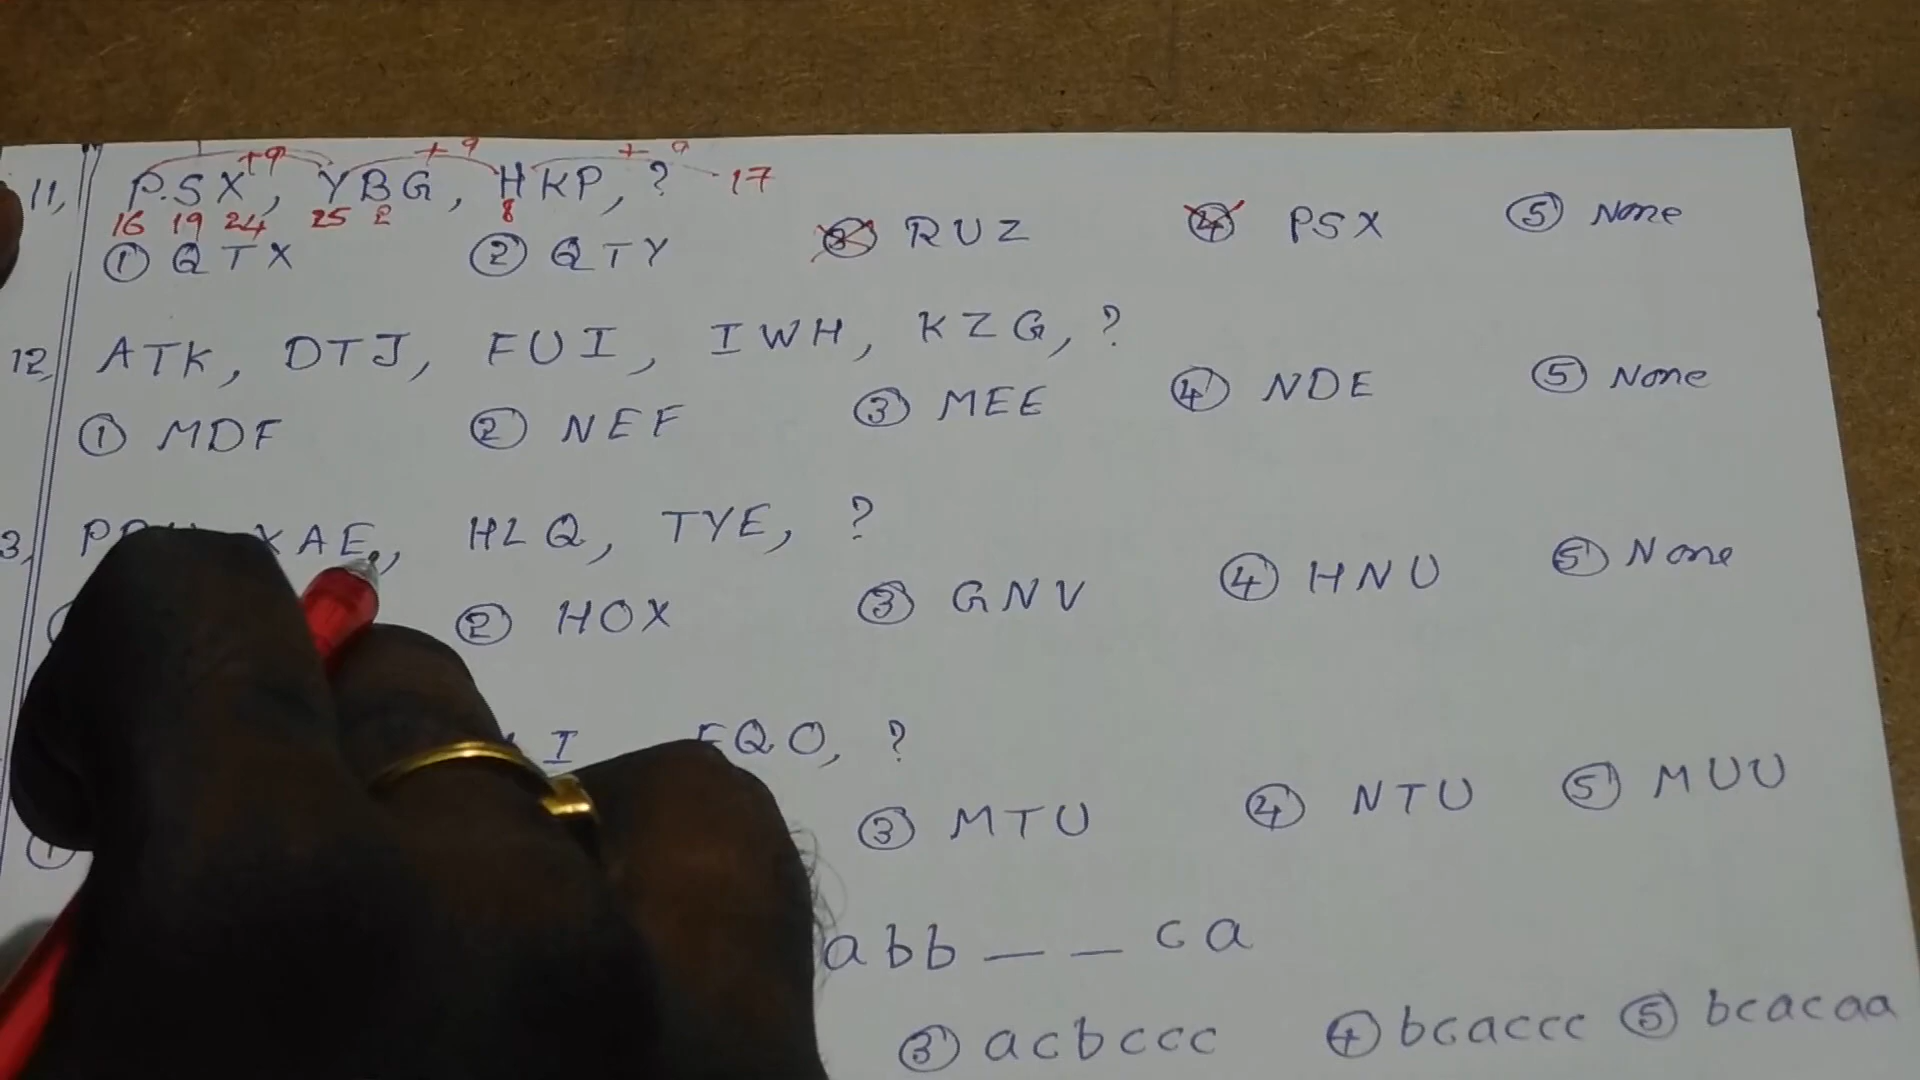 +9 +9 +9
11, PSX, YBG, HKP, ? 17
16 19 24 25 2 8
① QTX ② QTY ③ RUZ ④ PSX ⑤ None
12, ATK, DTJ, FUI, IWH, KZG, ?
① MDF ② NEF ③ MEE ④ NDE ⑤ None
3, XAE, HLQ, TYE, ?
② HOX ③ GNV ④ HNU ⑤ None
I FQO, ?
① ③ MTU ④ NTU ⑤ MUU
abb _ _ ca
③ acbccc ④ bcaccc ⑤ bcacaa